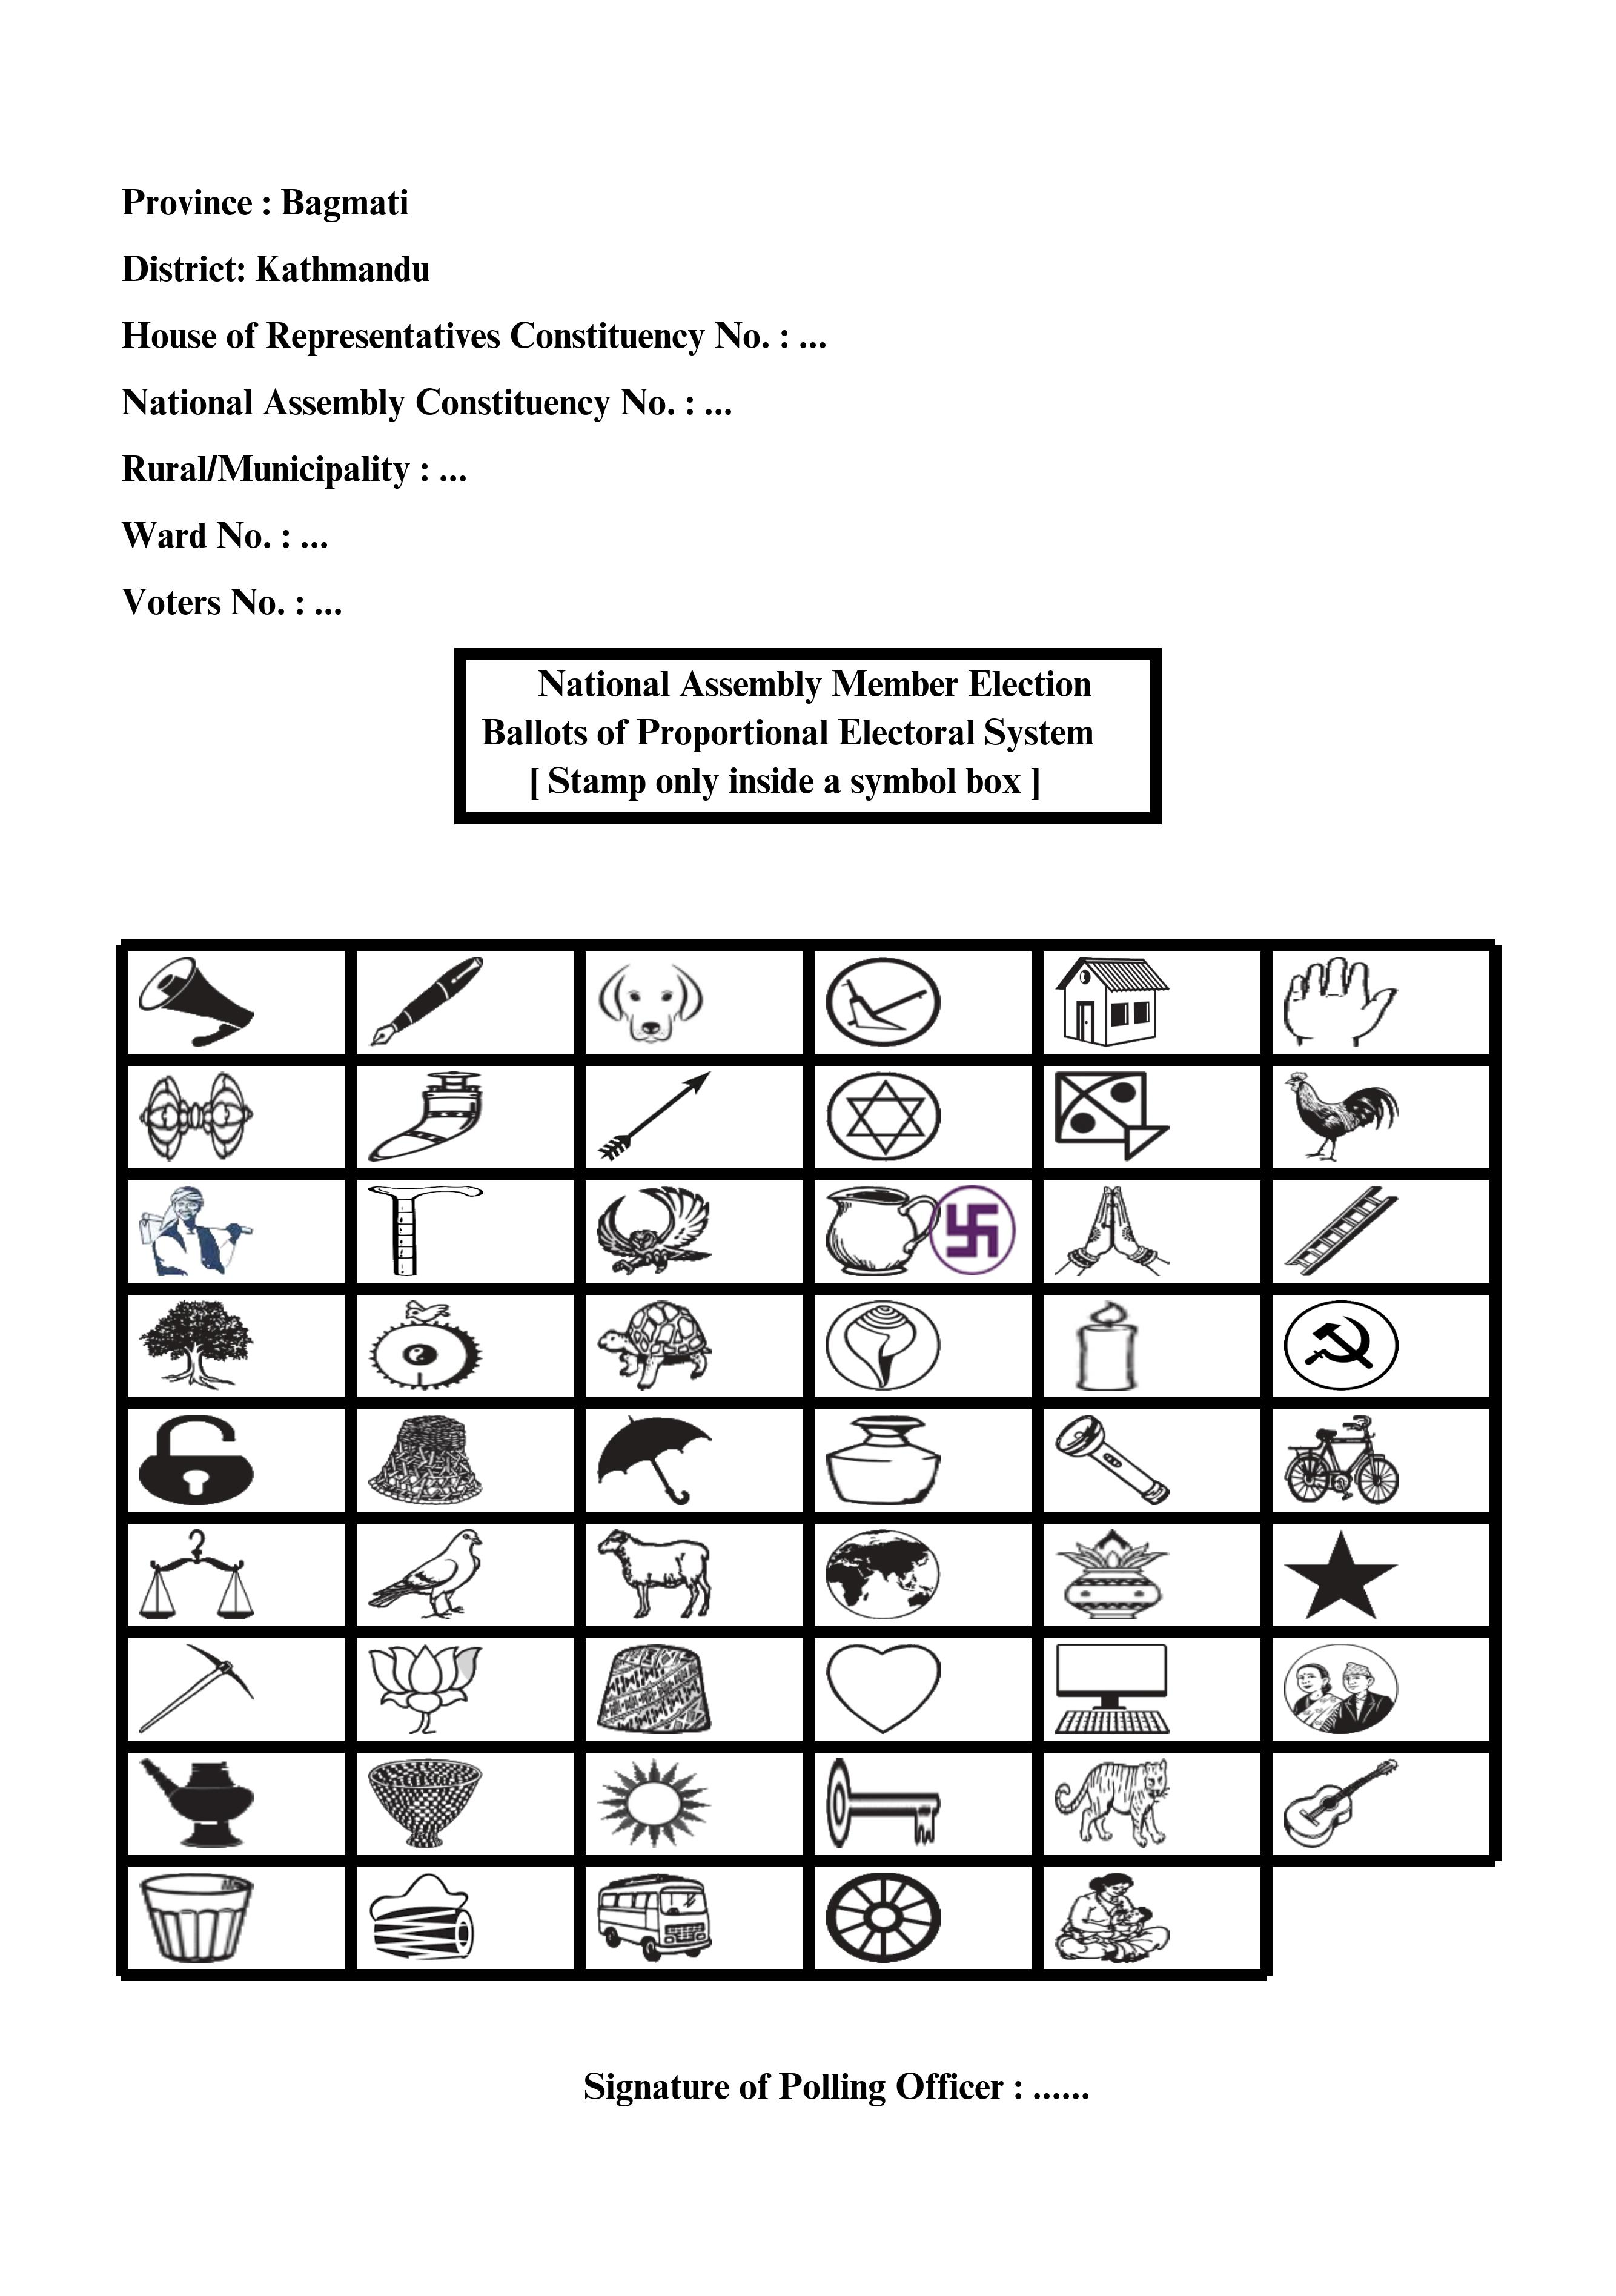 Province : Bagmati
District: Kathmandu
House of Representatives Constituency No. : ...
National Assembly Constituency No. : ...
Rural/Municipality : ...
Ward No. : ...
Voters No. : ...
National Assembly Member Election
Ballots of Proportional Electoral System
[ Stamp only inside a symbol box ]
Signature of Polling Officer : ......